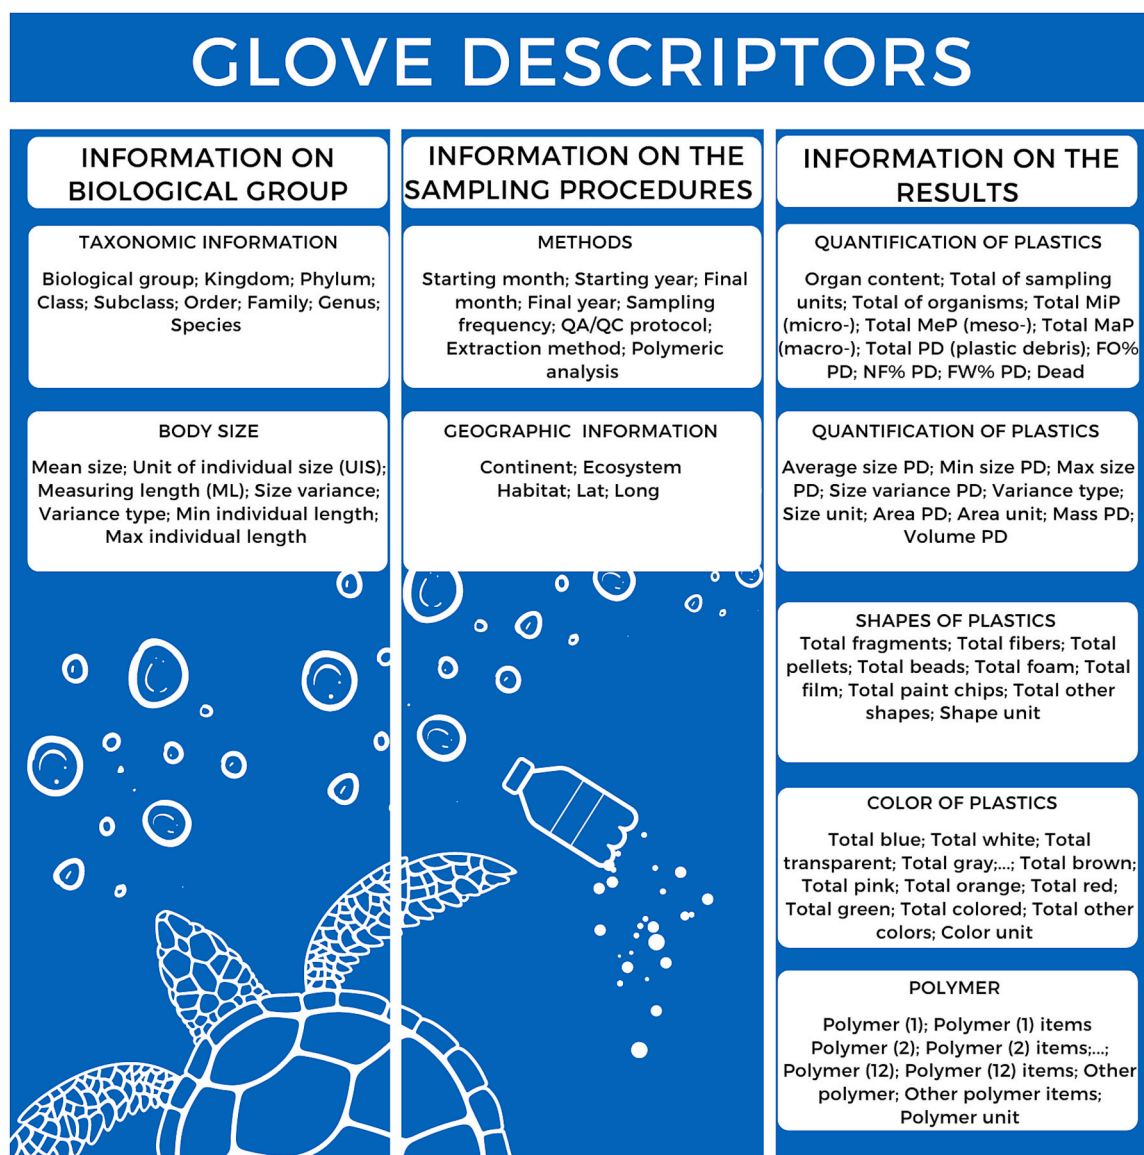 GLOVE DESCRIPTORS
INFORMATION ON
BIOLOGICAL GROUP
TAXONOMIC INFORMATION
Biological group; Kingdom; Phylum;
Class; Subclass; Order; Family; Genus;
Species
BODY SIZE
Mean size; Unit of individual size (UIS);
Measuring length (ML); Size variance;
Variance type; Min individual length;
Max individual length
INFORMATION ON THE
SAMPLING PROCEDURES
METHODS
Starting month; Starting year; Final
month; Final year; Sampling
frequency; QA/QC protocol;
Extraction method; Polymeric
analysis
GEOGRAPHIC INFORMATION
Continent; Ecosystem
Habitat; Lat; Long
INFORMATION ON THE
RESULTS
QUANTIFICATION OF PLASTICS
Organ content; Total of sampling
units; Total of organisms; Total MiP
(micro-); Total MeP (meso-); Total MaP
(macro-); Total PD (plastic debris); FO%
PD; NF% PD; FW% PD; Dead
QUANTIFICATION OF PLASTICS
Average size PD; Min size PD; Max size
PD; Size variance PD; Variance type;
Size unit; Area PD; Area unit; Mass PD;
Volume PD
SHAPES OF PLASTICS
Total fragments; Total fibers; Total
pellets; Total beads; Total foam; Total
film; Total paint chips; Total other
shapes; Shape unit
COLOR OF PLASTICS
Total blue; Total white; Total
transparent; Total gray;...; Total brown;
Total pink; Total orange; Total red;
Total green; Total colored; Total other
colors; Color unit
POLYMER
Polymer (1); Polymer (1) items
Polymer (2); Polymer (2) items;...;
Polymer (12); Polymer (12) items; Other
polymer; Other polymer items;
Polymer unit